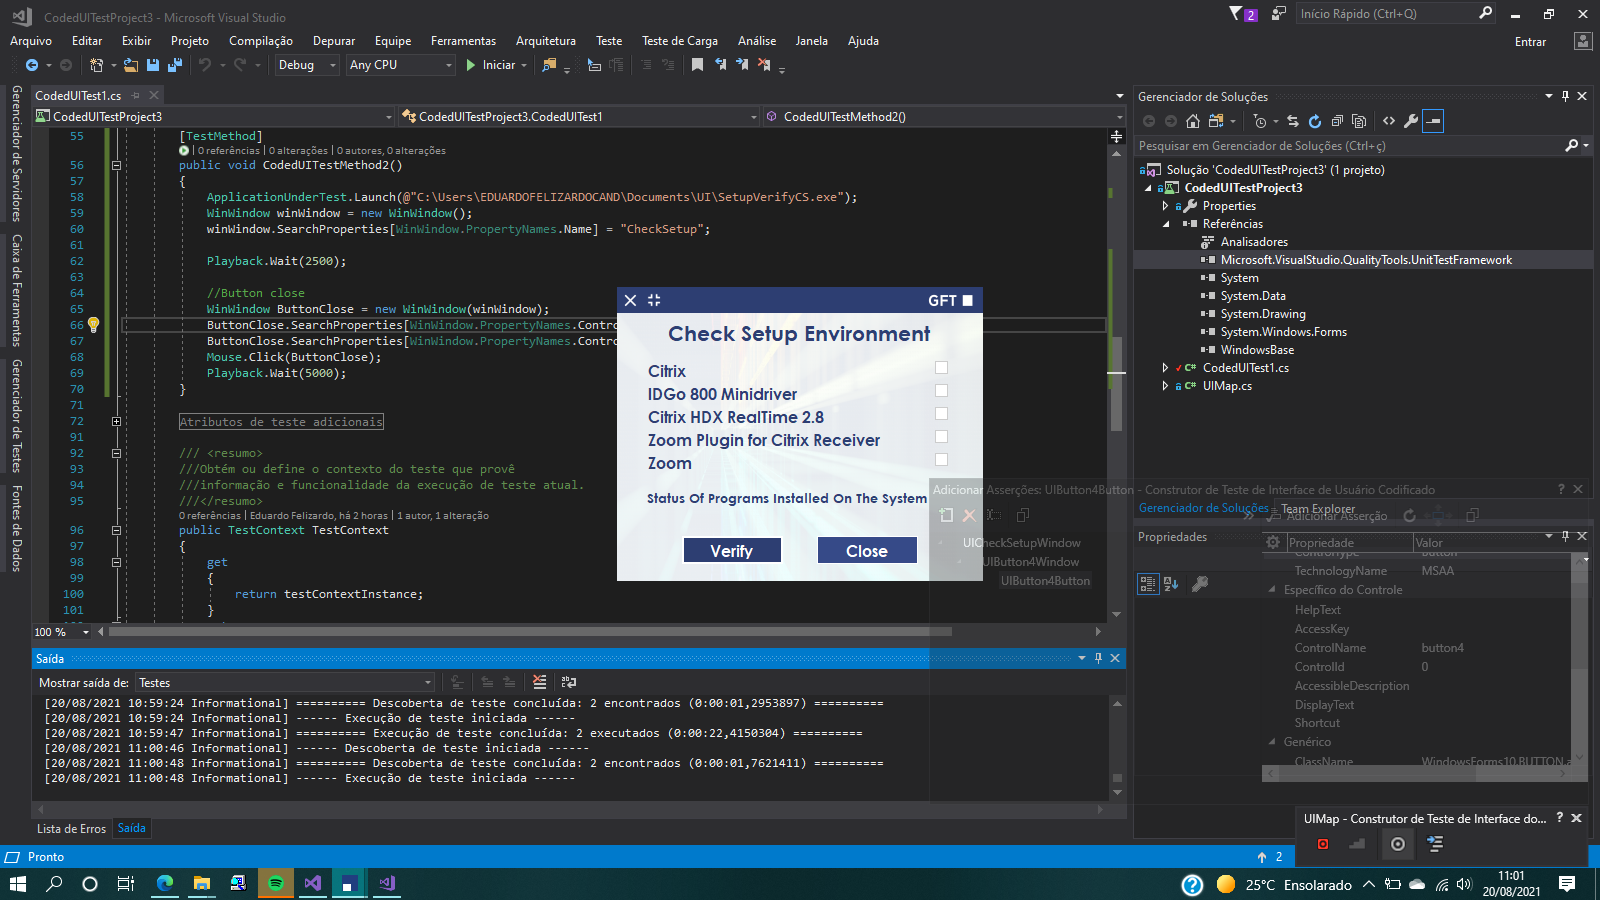 CodedUITestProject3 - Microsoft Visual Studio
2
Início Rápido (Ctrl+Q)
Arquivo Editar Exibir Projeto Compilação Depurar Equipe Ferramentas Arquitetura Teste Teste de Carga Análise Janela Ajuda
Entrar
Debug Any CPU Iniciar
Gerenciador de Servidores
Caixa de Ferramentas
Gerenciador de Testes
Fontes de Dados
CodedUITest1.cs
CodedUITestProject3 CodedUITestProject3.CodedUITest1 CodedUITestMethod2()
55 [TestMethod]
0 referências | 0 alterações | 0 autores, 0 alterações
56 public void CodedUITestMethod2()
57 {
58 ApplicationUnderTest.Launch(@"C:\Users\EDUARDOFELIZARDOCAND\Documents\UI\SetupVerifyCS.exe");
59 WinWindow winWindow = new WinWindow();
60 winWindow.SearchProperties[WinWindow.PropertyNames.Name] = "CheckSetup";
61
62 Playback.Wait(2500);
63
64 //Button close
65 WinWindow ButtonClose = new WinWindow(winWindow);
66 ButtonClose.SearchProperties[WinWindow.PropertyNames.Contro
67 ButtonClose.SearchProperties[WinWindow.PropertyNames.Contro
68 Mouse.Click(ButtonClose);
69 Playback.Wait(5000);
70 }
71
72 Atributos de teste adicionais
91
92 /// <resumo>
93 ///Obtém ou define o contexto do teste que provê
94 ///informação e funcionalidade da execução de teste atual.
95 ///</resumo>
0 referências | Eduardo Felizardo, há 2 horas | 1 autor, 1 alteração
96 public TestContext TestContext
97 {
98 get
99 {
100 return testContextInstance;
101 }
100 %
GFT
Check Setup Environment
Citrix
IDGo 800 Minidriver
Citrix HDX RealTime 2.8
Zoom Plugin for Citrix Receiver
Zoom
Status Of Programs Installed On The System
Verify Close
Gerenciador de Soluções
Pesquisar em Gerenciador de Soluções (Ctrl+ç)
Solução 'CodedUITestProject3' (1 projeto)
CodedUITestProject3
Properties
Referências
Analisadores
Microsoft.VisualStudio.QualityTools.UnitTestFramework
System
System.Data
System.Drawing
System.Windows.Forms
WindowsBase
CodedUITest1.cs
UIMap.cs
Adicionar Asserções: UIButton4Button - Construtor de Teste de Interface de Usuário Codificado
Gerenciador de Soluções Team Explorer
Adicionar Asserção
Propriedades
UICheckSetupWindow
UIButton4Window
UIButton4Button
Propriedade Valor
ControlType Button
TechnologyName MSAA
Específico do Controle
HelpText
AccessKey
ControlName button4
ControlId 0
AccessibleDescription
DisplayText
Shortcut
Genérico
ClassName WindowsForms10.BUTTON.a
Saída
Mostrar saída de: Testes
[20/08/2021 10:59:24 Informational] ========== Descoberta de teste concluída: 2 encontrados (0:00:01,2953897) ==========
[20/08/2021 10:59:24 Informational] ------ Execução de teste iniciada ------
[20/08/2021 10:59:47 Informational] ========== Execução de teste concluída: 2 executados (0:00:22,4150304) ==========
[20/08/2021 11:00:46 Informational] ------ Descoberta de teste iniciada ------
[20/08/2021 11:00:48 Informational] ========== Descoberta de teste concluída: 2 encontrados (0:00:01,7621411) ==========
[20/08/2021 11:00:48 Informational] ------ Execução de teste iniciada ------
Lista de Erros Saída
UIMap - Construtor de Teste de Interface do...
Pronto
2
25°C Ensolarado
11:01
20/08/2021